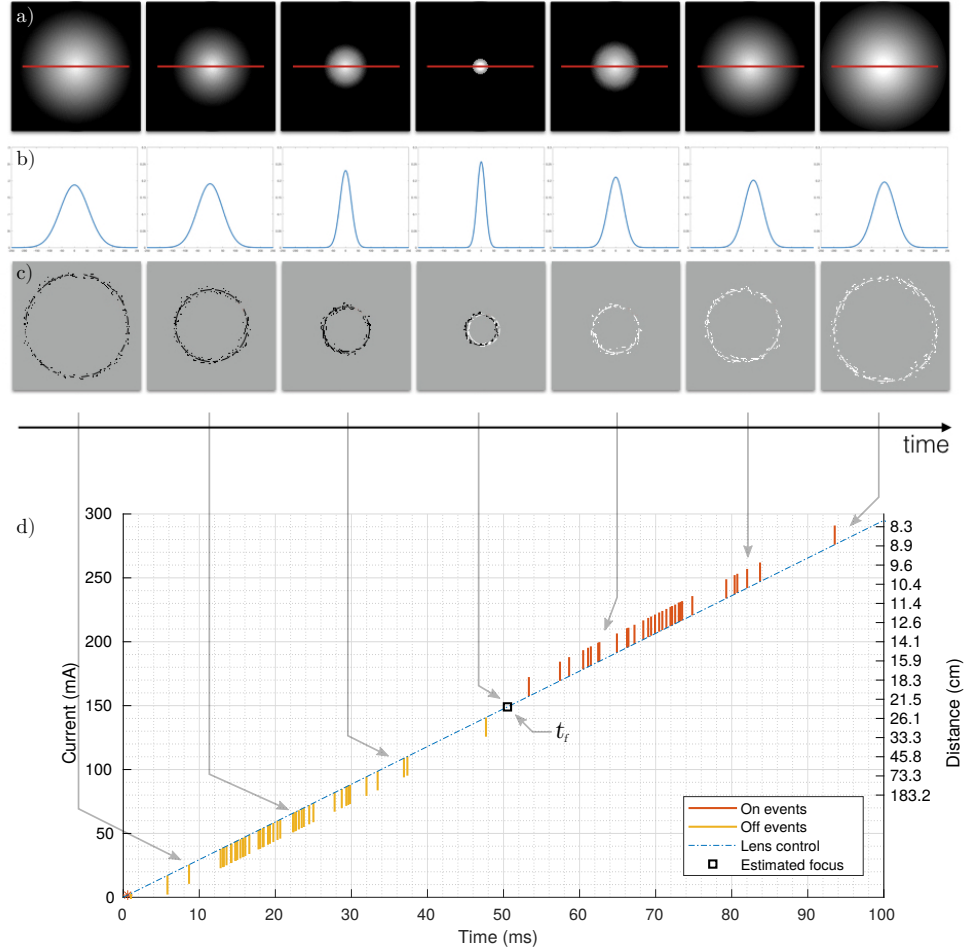 a)
b)
c)
time
d)
300
250
200
150
100
50
0
Current (mA)
8.3
8.9
9.6
10.4
11.4
12.6
14.1
15.9
18.3
21.5
26.1
33.3
45.8
73.3
183.2
Distance (cm)
t_f
On events
Off events
Lens control
Estimated focus
0 10 20 30 40 50 60 70 80 90 100
Time (ms)